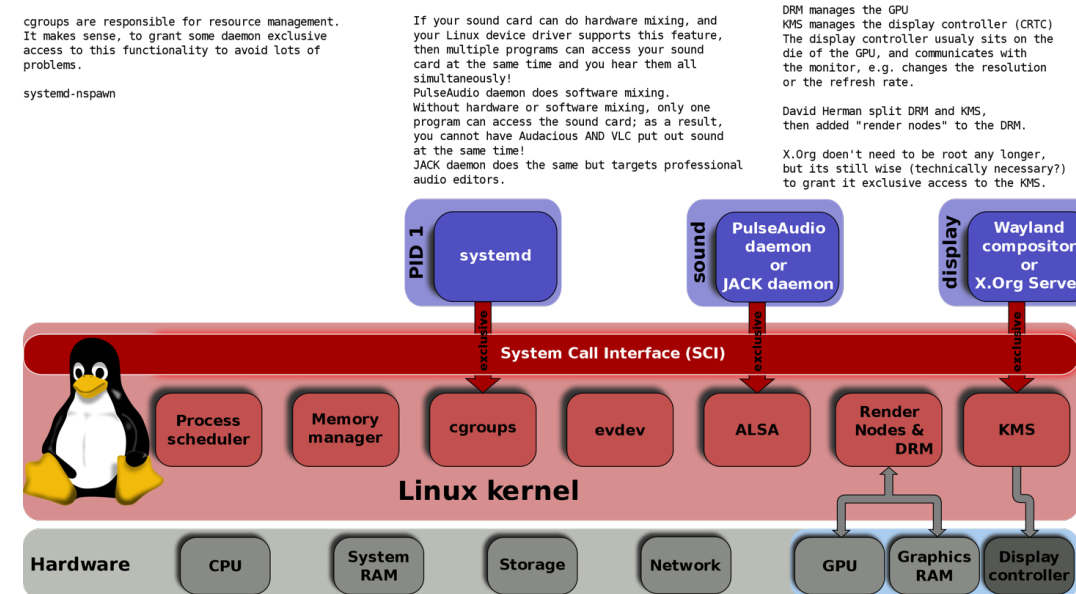 cgroups are responsible for resource management.
It makes sense, to grant some daemon exclusive
access to this functionality to avoid lots of
problems.
systemd-nspawn
If your sound card can do hardware mixing, and
your Linux device driver supports this feature,
then multiple programs can access your sound
card at the same time and you hear them all
simultaneously!
PulseAudio daemon does software mixing.
Without hardware or software mixing, only one
program can access the sound card; as a result,
you cannot have Audacious AND VLC put out sound
at the same time!
JACK daemon does the same but targets professional
audio editors.
DRM manages the GPU
KMS manages the display controller (CRTC)
The display controller usualy sits on the
die of the GPU, and communicates with
the monitor, e.g. changes the resolution
or the refresh rate.
David Herman split DRM and KMS,
then added "render nodes" to the DRM.
X.Org doen't need to be root any longer,
but its still wise (technically necessary?)
to grant it exclusive access to the KMS.
PID 1
systemd
sound
PulseAudio
daemon
or
JACK daemon
display
Wayland
compositor
or
X.Org Serve
exclusive
exclusive
exclusive
System Call Interface (SCI)
Process
scheduler
Memory
manager
cgroups
evdev
ALSA
Render
Nodes &
DRM
KMS
Linux kernel
Hardware
CPU
System
RAM
Storage
Network
GPU
Graphics
RAM
Display
controller